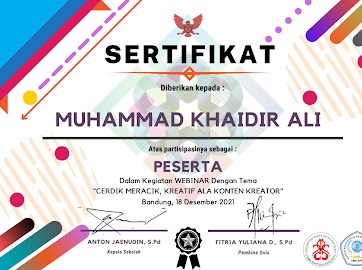 SERTIFIKAT
Diberikan kepada :
MUHAMMAD KHAIDIR ALI
Atas partisipasinya sebagai :
PESERTA
Dalam Kegiatan WEBINAR Dengan Tema
"CERDIK MERACIK, KREATIF ALA KONTEN KREATOR"
Bandung, 18 Desember 2021
ANTON JAENUDIN, S.Pd
Kepala Sekolah
FITRIA YULIANA D., S.Pd
Pembina Osis